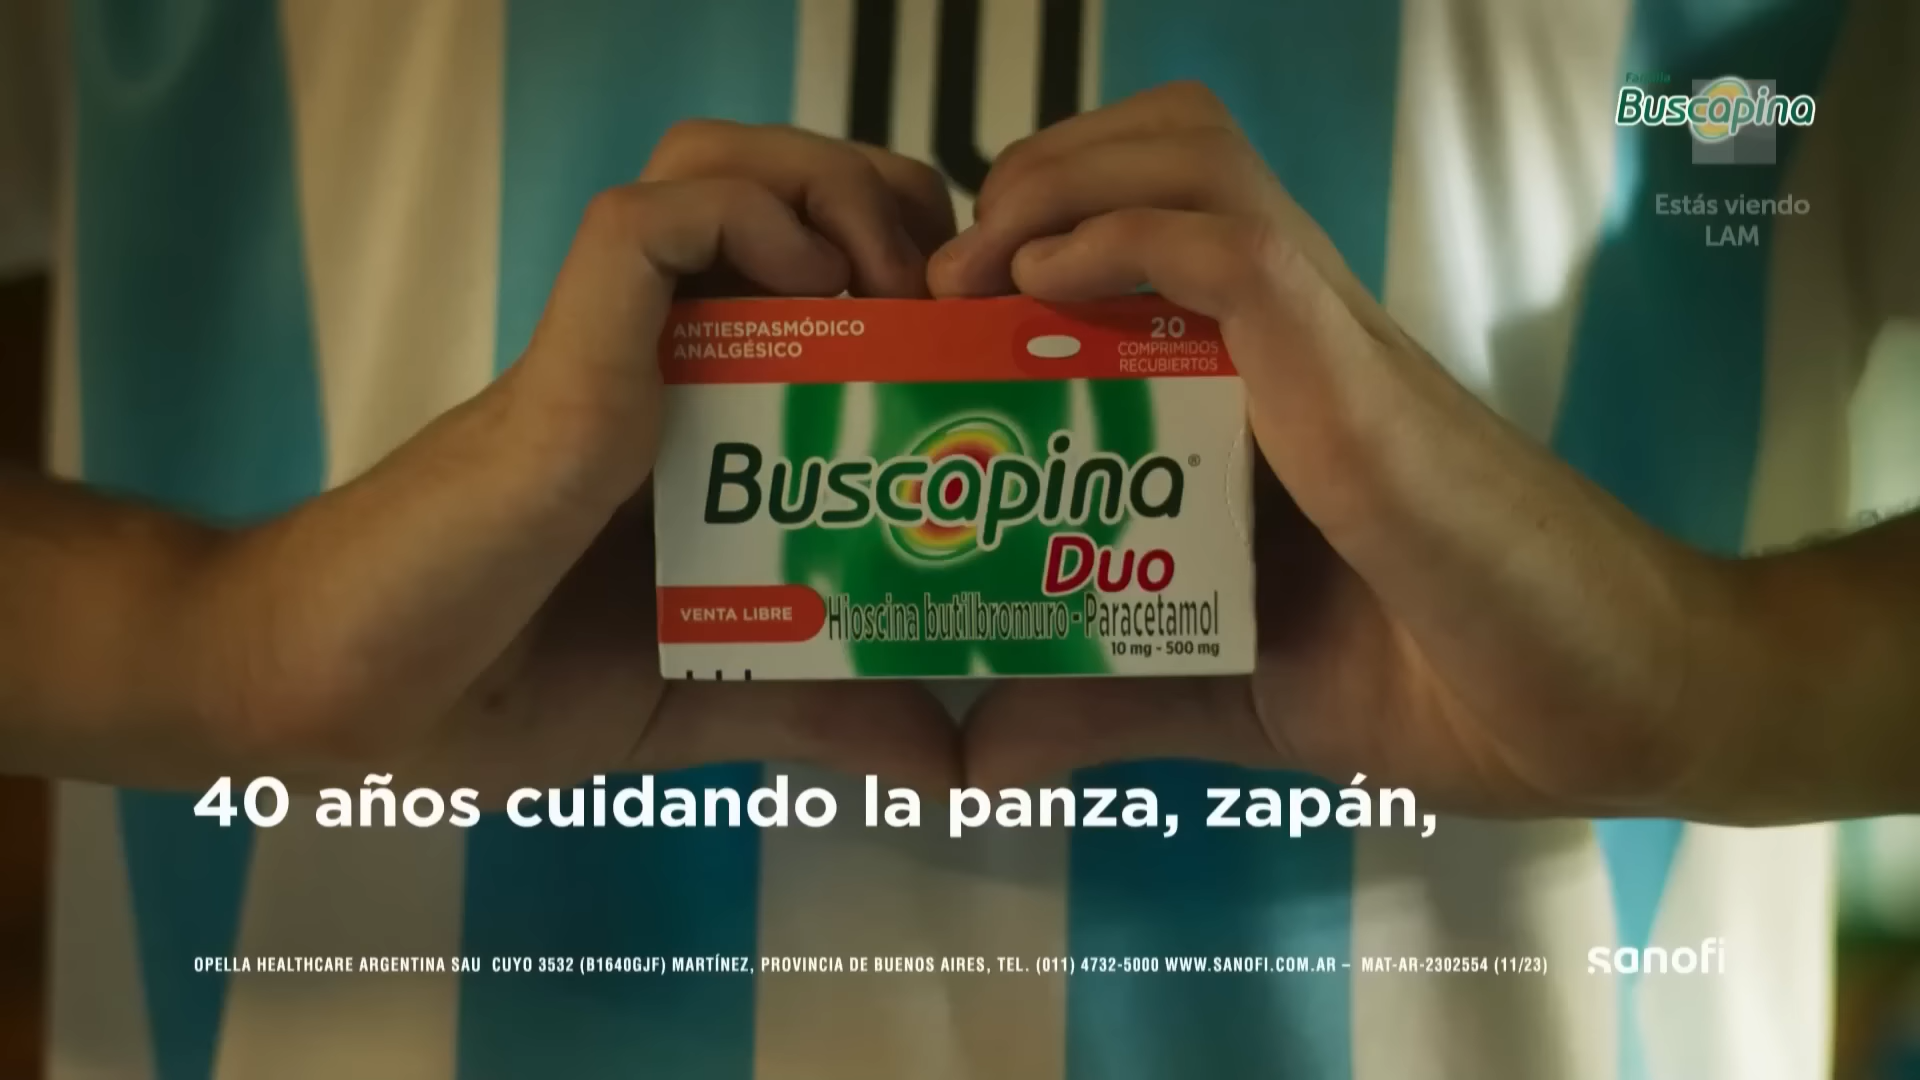 Familia
Buscapina
Estás viendo
LAM
ANTIESPASMÓDICO
ANALGÉSICO
20
COMPRIMIDOS
RECUBIERTOS
Buscapina®
Duo
VENTA LIBRE
Hioscina butilbromuro - Paracetamol
10 mg - 500 mg
40 años cuidando la panza, zapán,
OPELLA HEALTHCARE ARGENTINA SAU CUYO 3532 (B1640GJF) MARTÍNEZ, PROVINCIA DE BUENOS AIRES, TEL. (011) 4732-5000 WWW.SANOFI.COM.AR – MAT-AR-2302554 (11/23)
sanofi